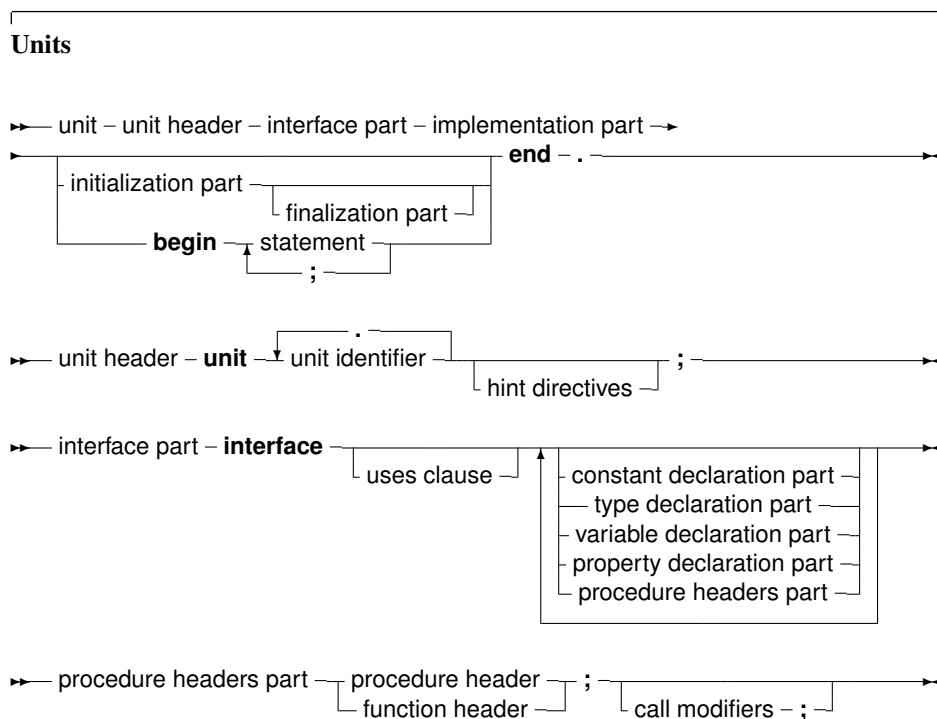 Units
unit unit header interface part implementation part
end .
initialization part
finalization part
begin statement
;
.
unit header unit unit identifier ;
hint directives
interface part interface
uses clause constant declaration part
type declaration part
variable declaration part
property declaration part
procedure headers part
procedure headers part procedure header ;
function header call modifiers ;